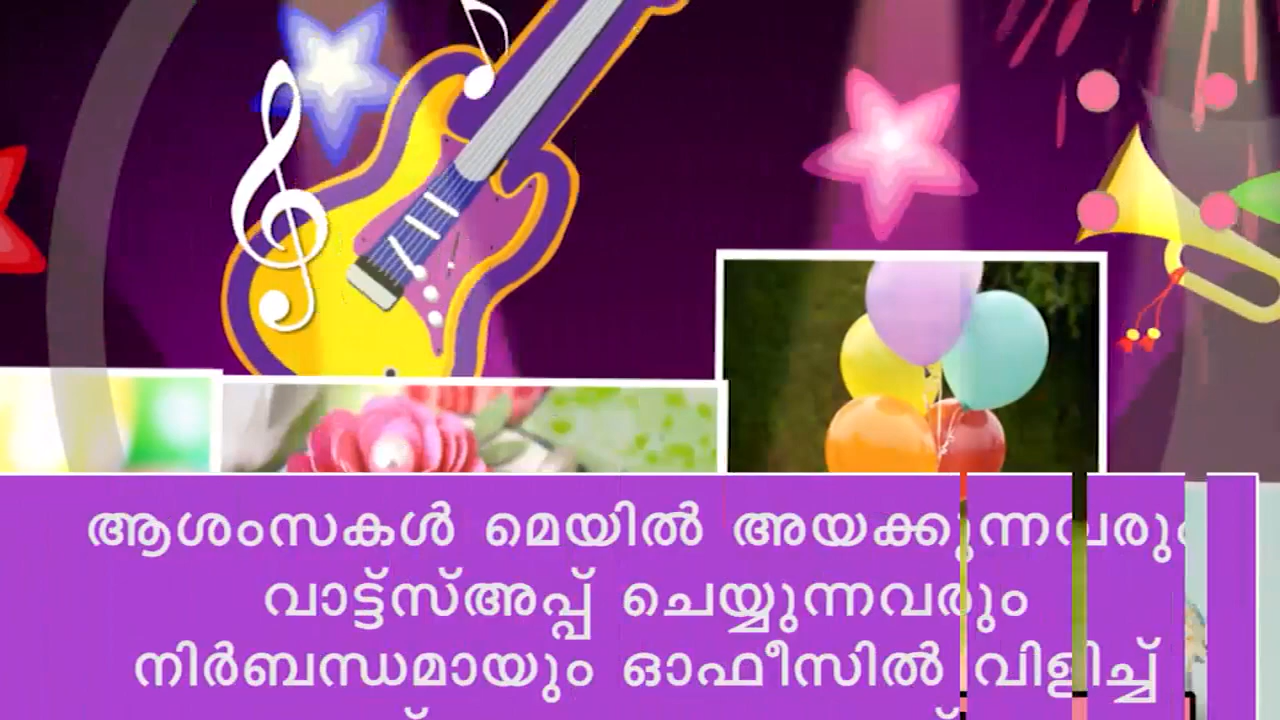 ആശംസകൾ മെയിൽ അയക്കുന്നവരും
വാട്ട്സ്അപ്പ് ചെയ്യുന്നവരും
നിർബന്ധമായും ഓഫീസിൽ വിളിച്ച്